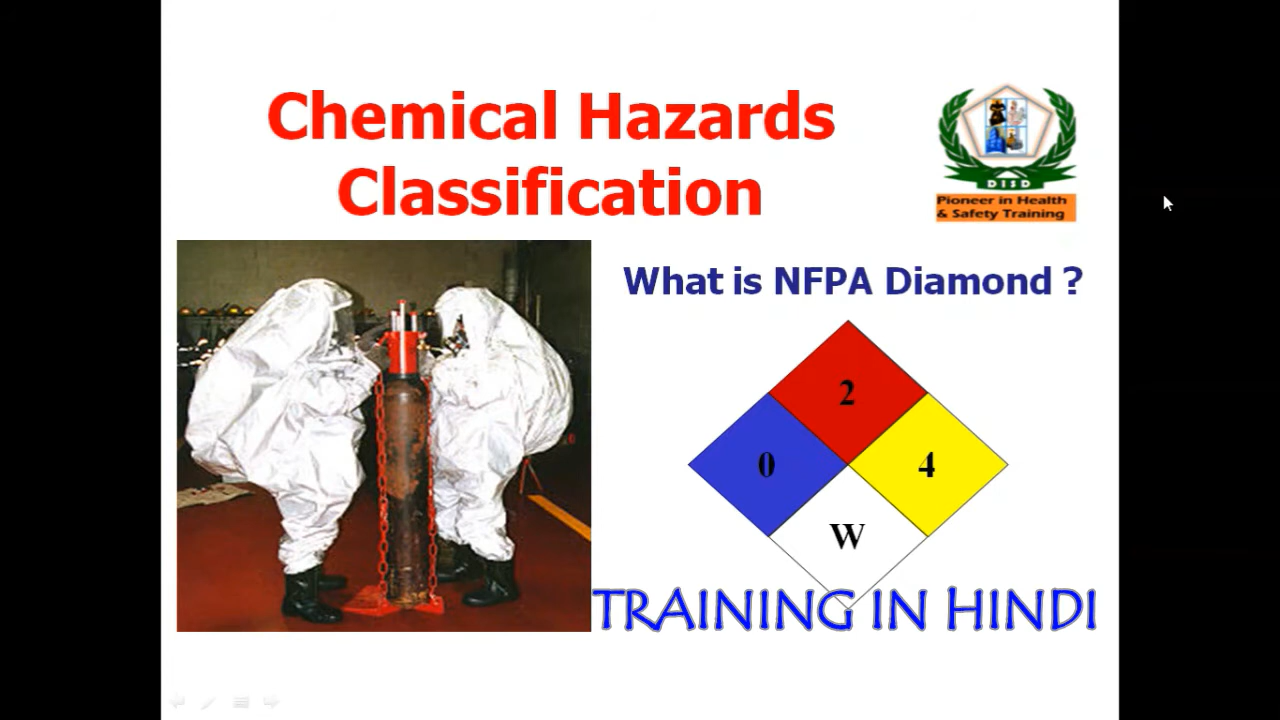 Chemical Hazards
Classification
DISD
Pioneer in Health
& Safety Training
What is NFPA Diamond ?
2
0
4
W
TRAINING IN HINDI